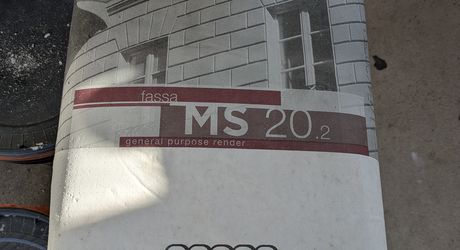 fassa
MS 20.2
general purpose render